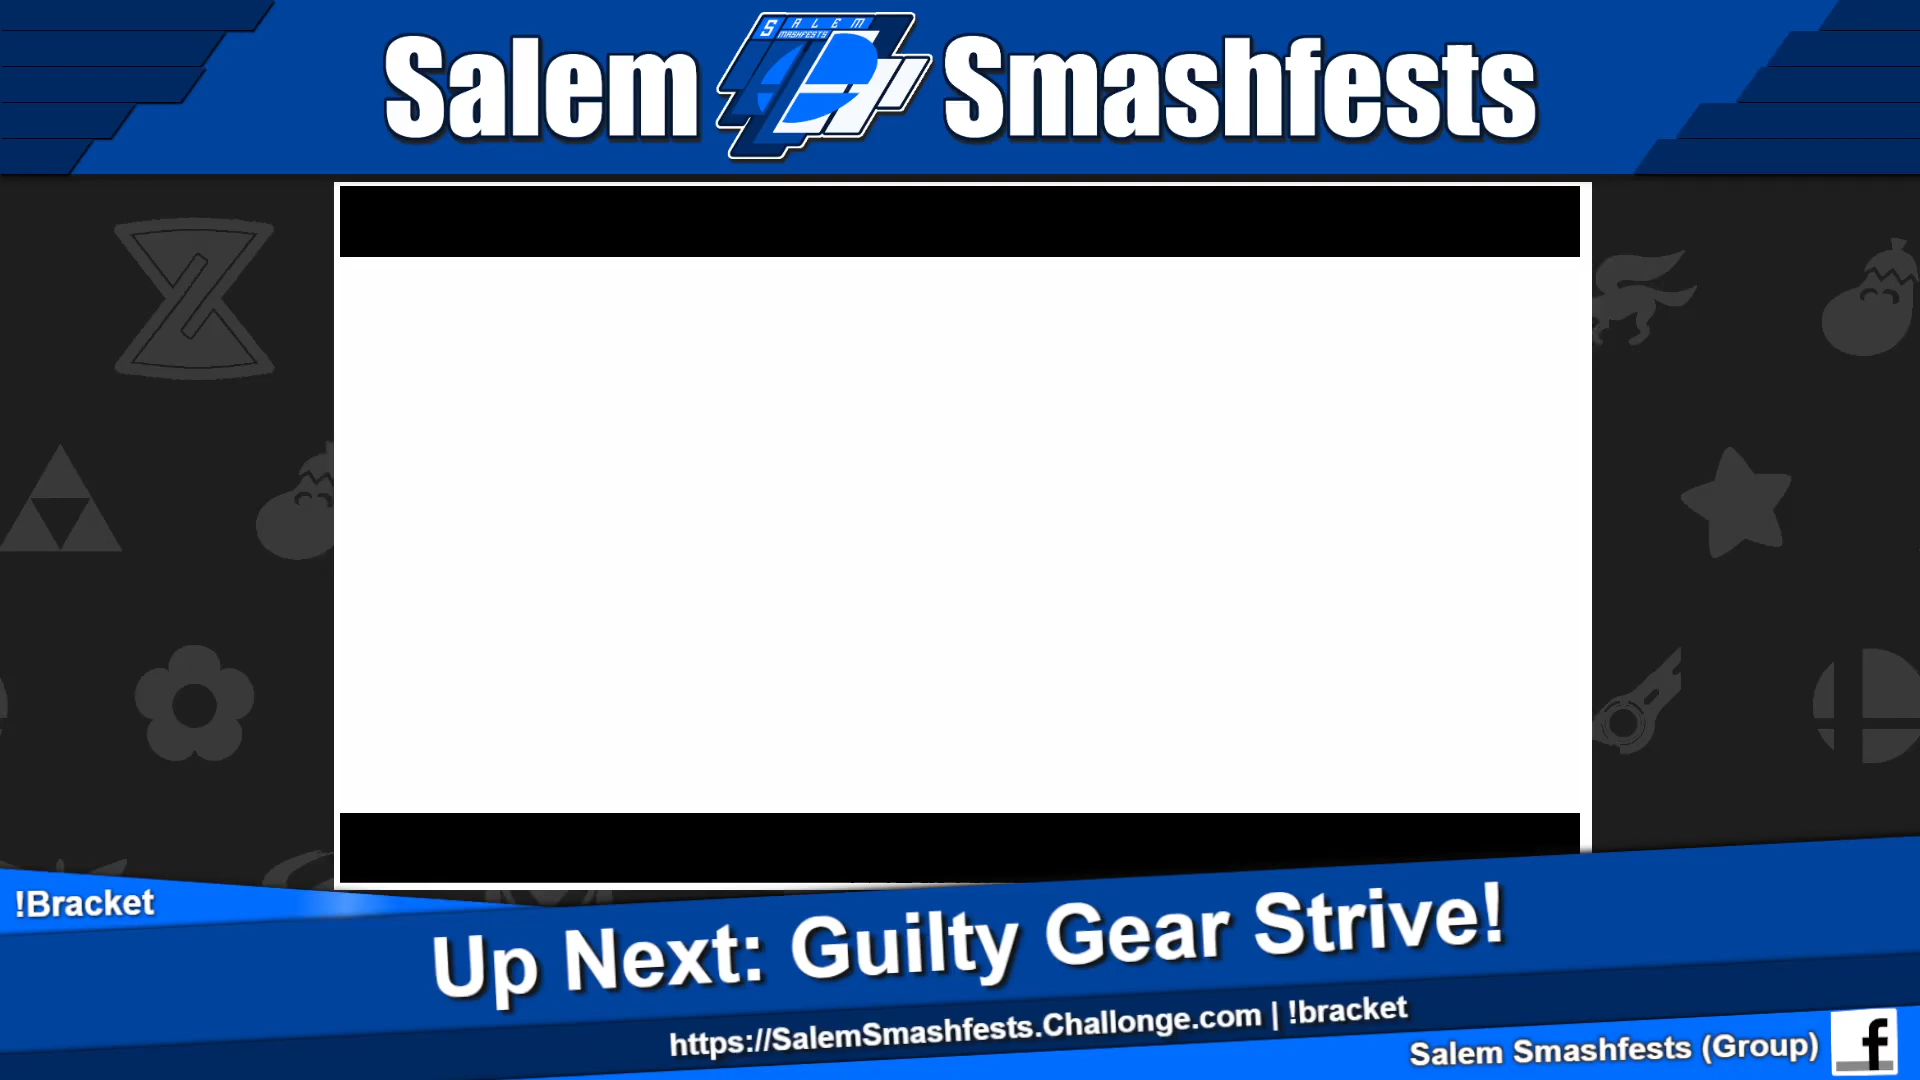 Salem Smashfests
SALEM
SMASHFESTS
!Bracket
Up Next: Guilty Gear Strive!
https://SalemSmashfests.Challonge.com | !bracket
Salem Smashfests (Group)
f